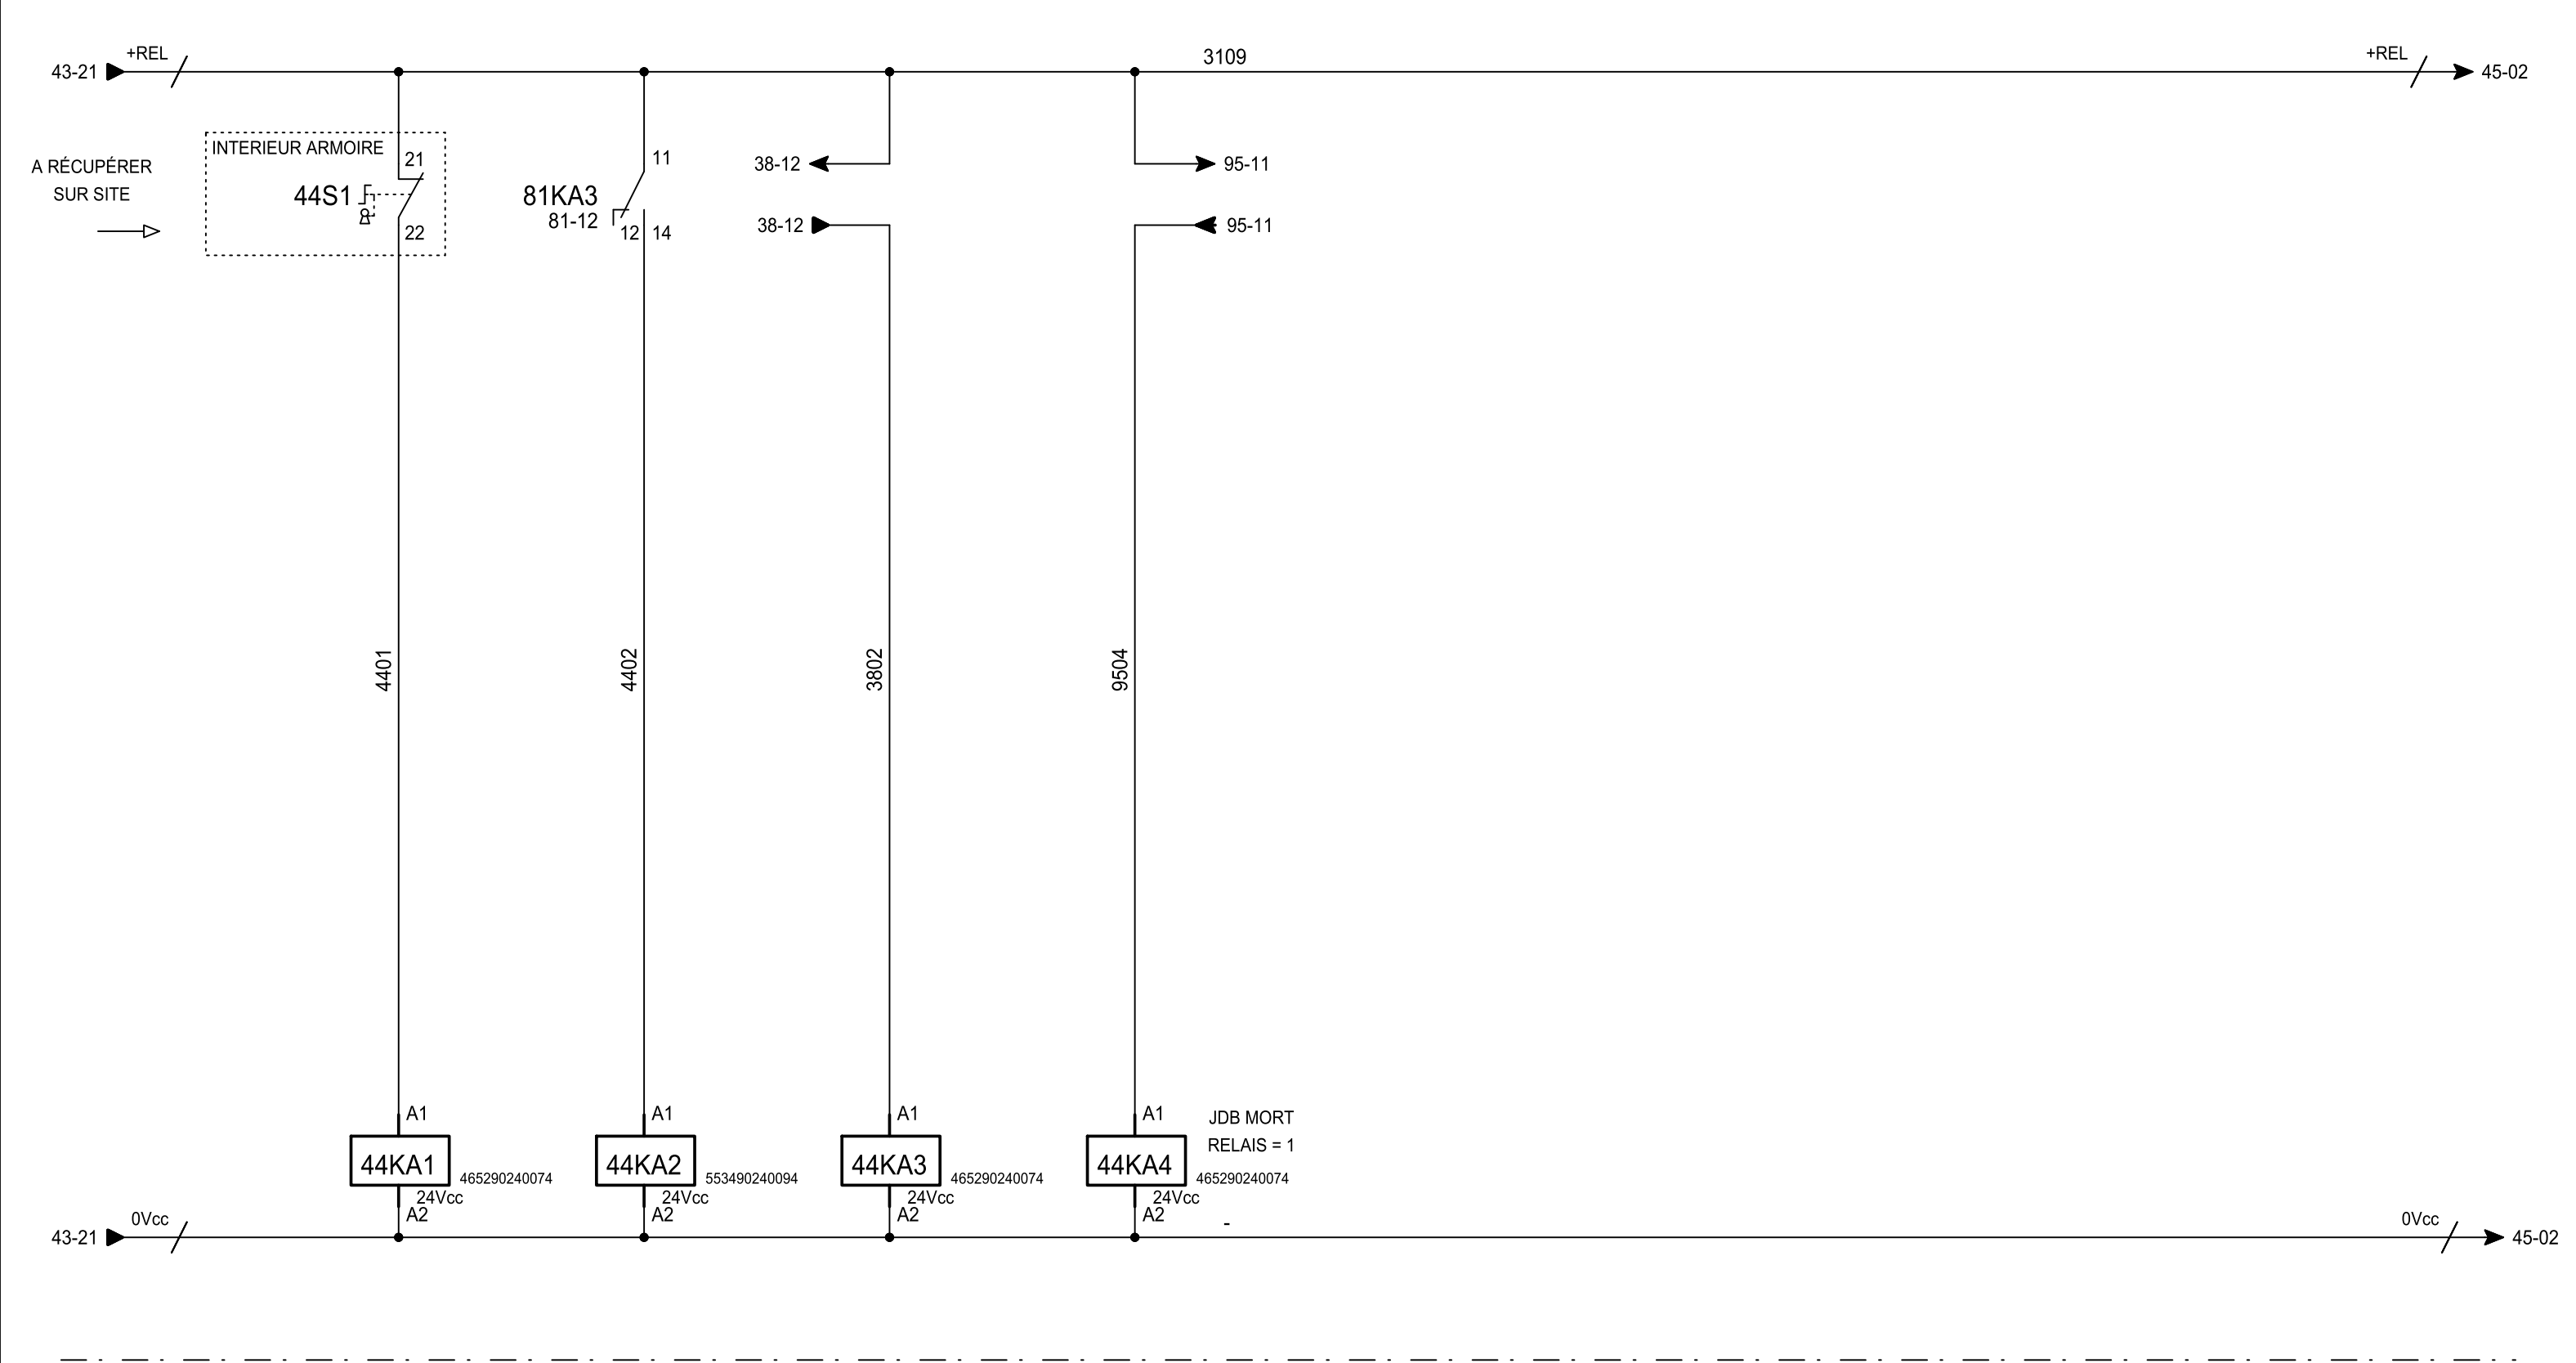 +REL
3109
+REL
43-21
45-02
INTERIEUR ARMOIRE
A RÉCUPÉRER
SUR SITE
21
44S1
22
11
81KA3
81-12
12
14
38-12
95-11
38-12
95-11
4401
4402
3802
9504
A1
A1
A1
A1
JDB MORT
RELAIS = 1
44KA1
465290240074
44KA2
553490240094
44KA3
465290240074
44KA4
465290240074
24Vcc
24Vcc
24Vcc
24Vcc
A2
A2
A2
A2
-
0Vcc
0Vcc
43-21
45-02